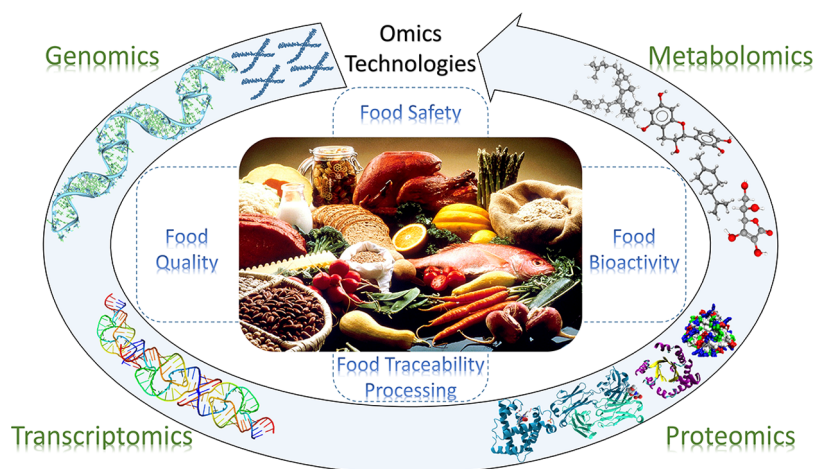 Genomics
Omics
Technologies
Metabolomics
Food Safety
Food
Quality
Food
Bioactivity
Food Traceability
Processing
Transcriptomics
Proteomics